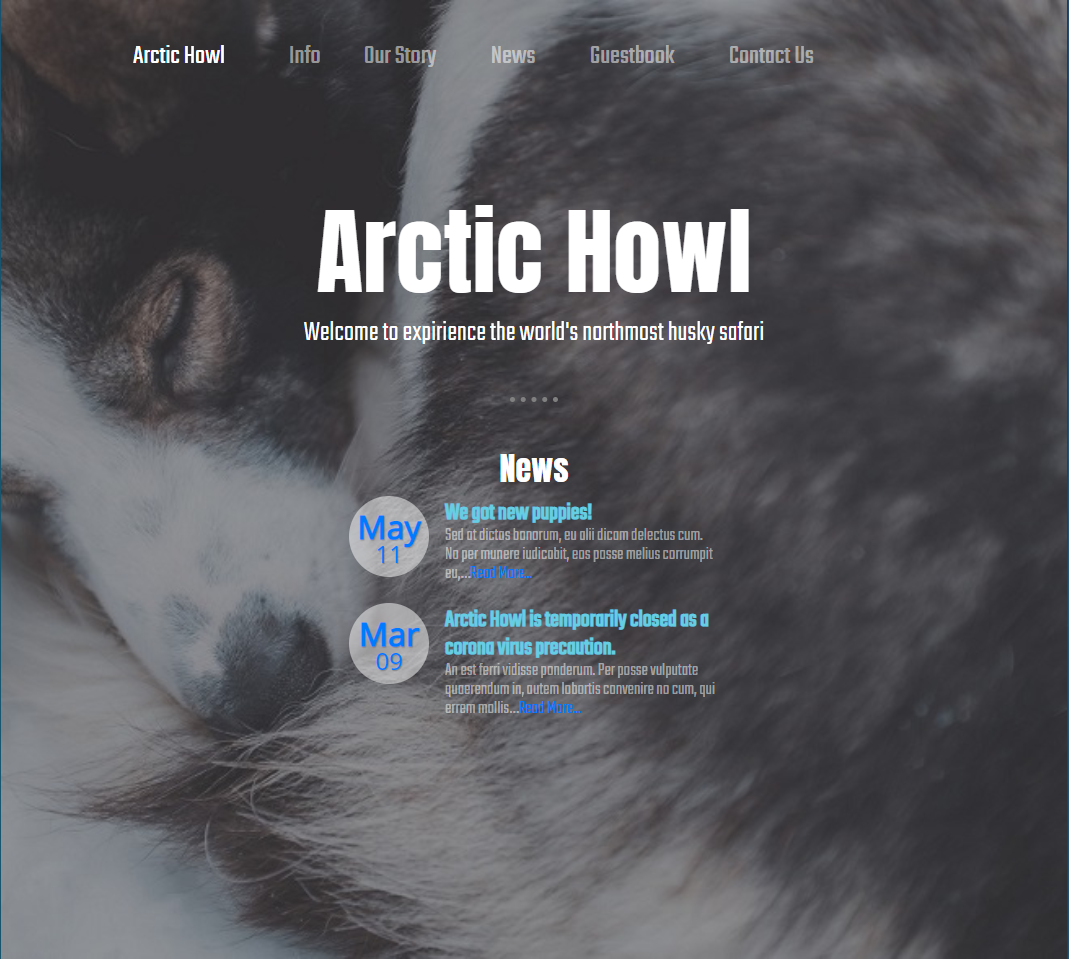 Arctic Howl Info Our Story News Guestbook Contact Us
Arctic Howl
Welcome to expirience the world's northmost husky safari
News
May
11
We got new puppies!
Sed at dictas bonorum, eu alii dicam delectus cum.
No per munere iudicabit, eos posse melius corrumpit
eu,...Read More...
Mar
09
Arctic Howl is temporarily closed as a
corona virus precaution.
An est ferri vidisse ponderum. Per posse vulputate
quaerendum in, autem lobortis convenire no cum, qui
errem mollis...Read More...